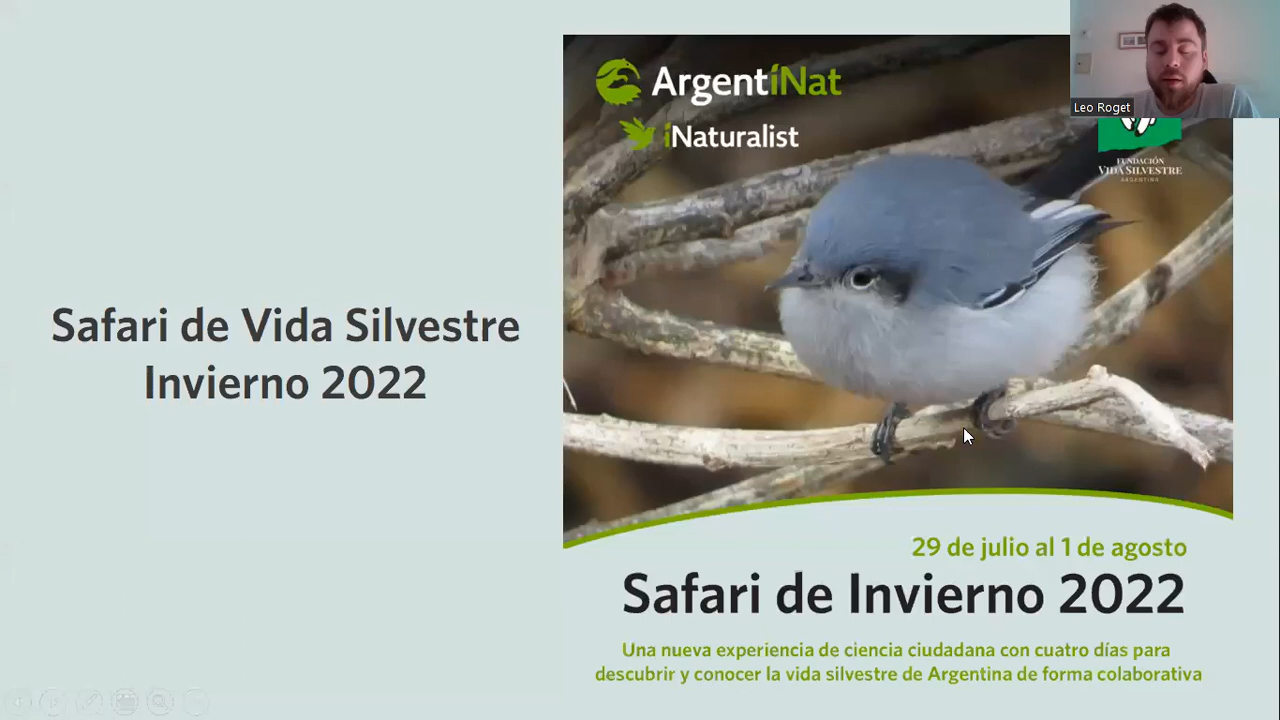 Safari de Vida Silvestre
Invierno 2022
ArgentiNat
iNaturalist
Leo Roget
FUNDACIÓN
VIDA SILVESTRE
ARGENTINA
29 de julio al 1 de agosto
Safari de Invierno 2022
Una nueva experiencia de ciencia ciudadana con cuatro días para
descubrir y conocer la vida silvestre de Argentina de forma colaborativa